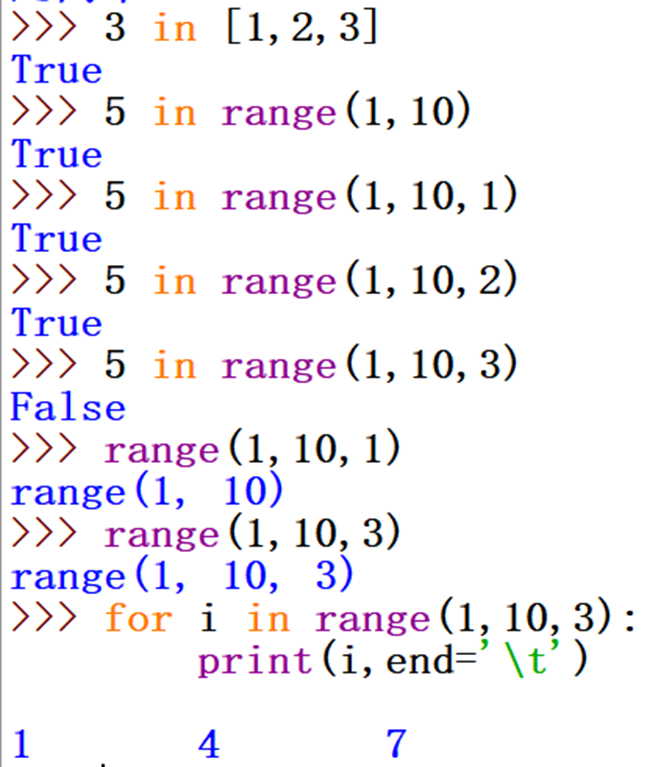 >>> 3 in [1,2,3]
True
>>> 5 in range(1,10)
True
>>> 5 in range(1,10,1)
True
>>> 5 in range(1,10,2)
True
>>> 5 in range(1,10,3)
False
>>> range(1,10,1)
range(1, 10)
>>> range(1,10,3)
range(1, 10, 3)
>>> for i in range(1,10,3):
        print(i,end='\t')
1	4	7